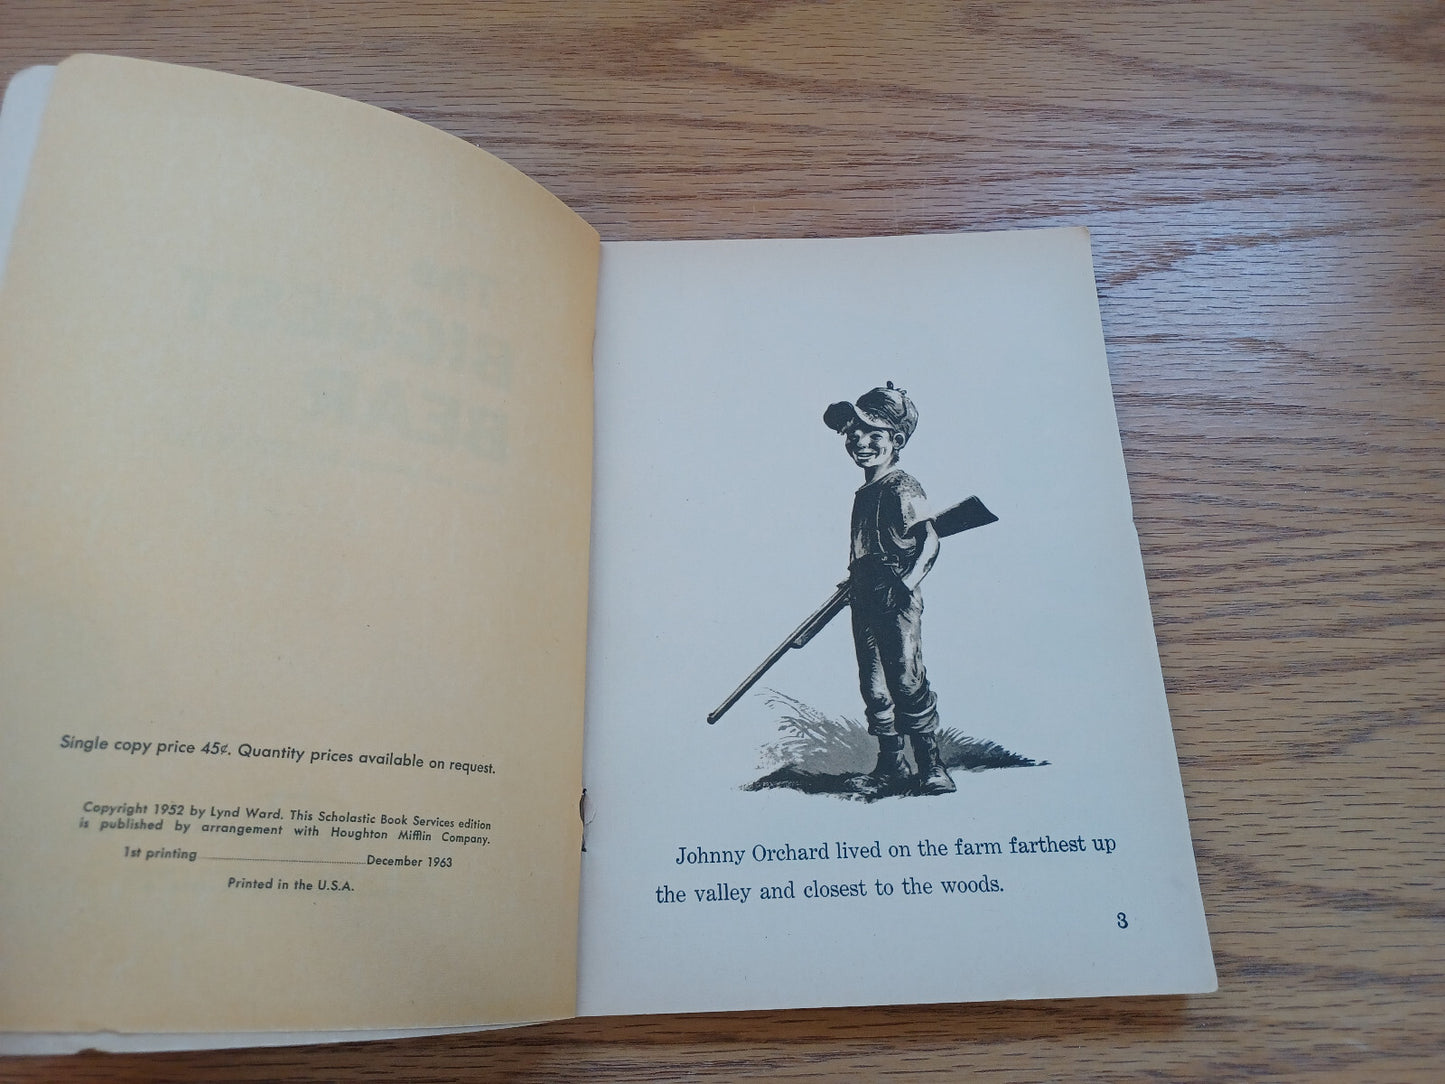 Single copy price 45¢. Quantity prices available on request.
Copyright 1952 by Lynd Ward. This Scholastic Book Services edition
is published by arrangement with Houghton Mifflin Company.
1st printing ........................................ December 1963
Printed in the U.S.A.
Johnny Orchard lived on the farm farthest up
the valley and closest to the woods.
3